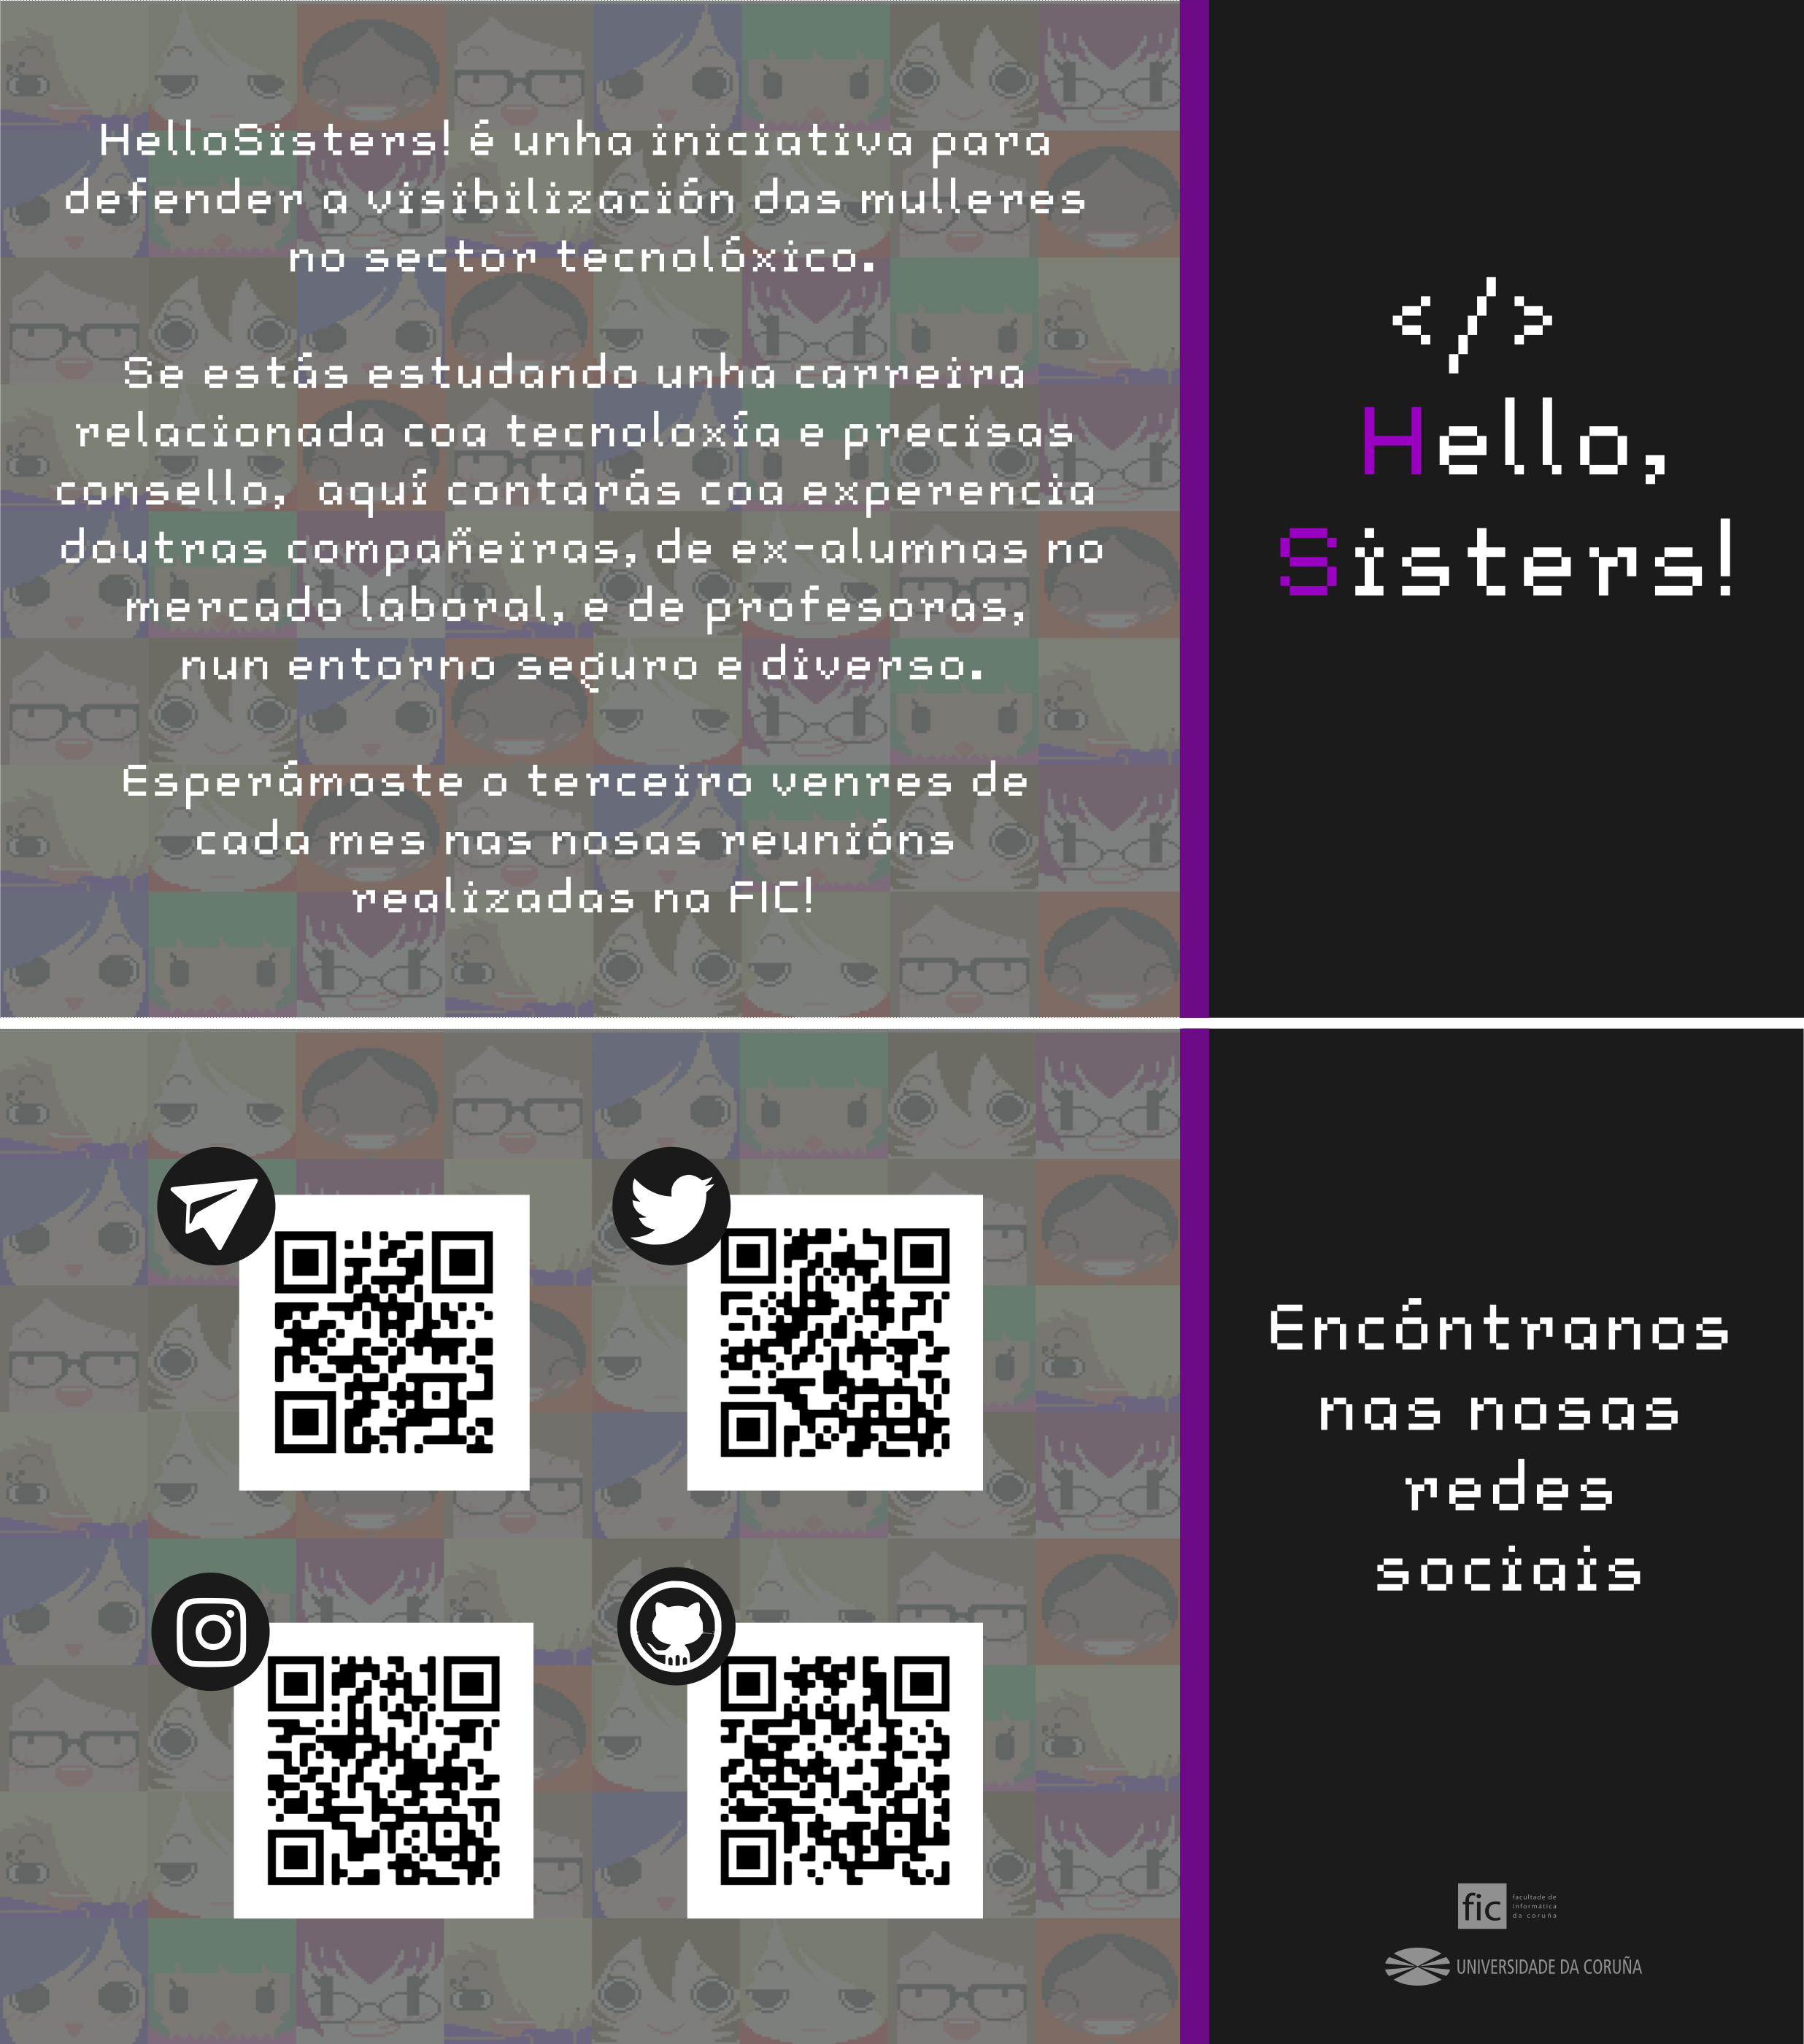 HelloSisters! é unha iniciativa para
defender a visibilización das mulleres
no sector tecnolóxico.
Se estás estudando unha carreira
relacionada coa tecnoloxía e precisas
consello, aquí contarás coa experencia
doutras compañeiras, de ex-alumnas no
mercado laboral, e de profesoras,
nun entorno seguro e diverso.
Esperámoste o terceiro venres de
cada mes nas nosas reunións
realizadas na FIC!
</>
Hello,
Sisters!
Encóntranos
nas nosas
redes
sociais
fic
facultade de
informática
da coruña
UNIVERSIDADE DA CORUÑA